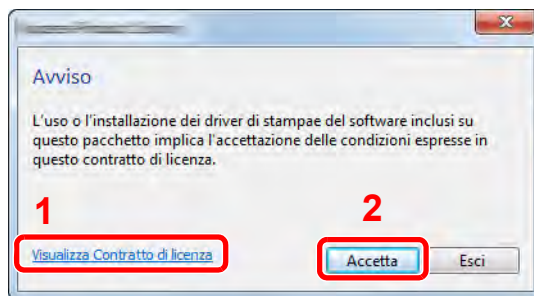 Avviso
L'uso o l'installazione dei driver di stampae del software inclusi su
questo pacchetto implica l'accettazione delle condizioni espresse in
questo contratto di licenza.
1
2
Visualizza Contratto di licenza
Accetta
Esci